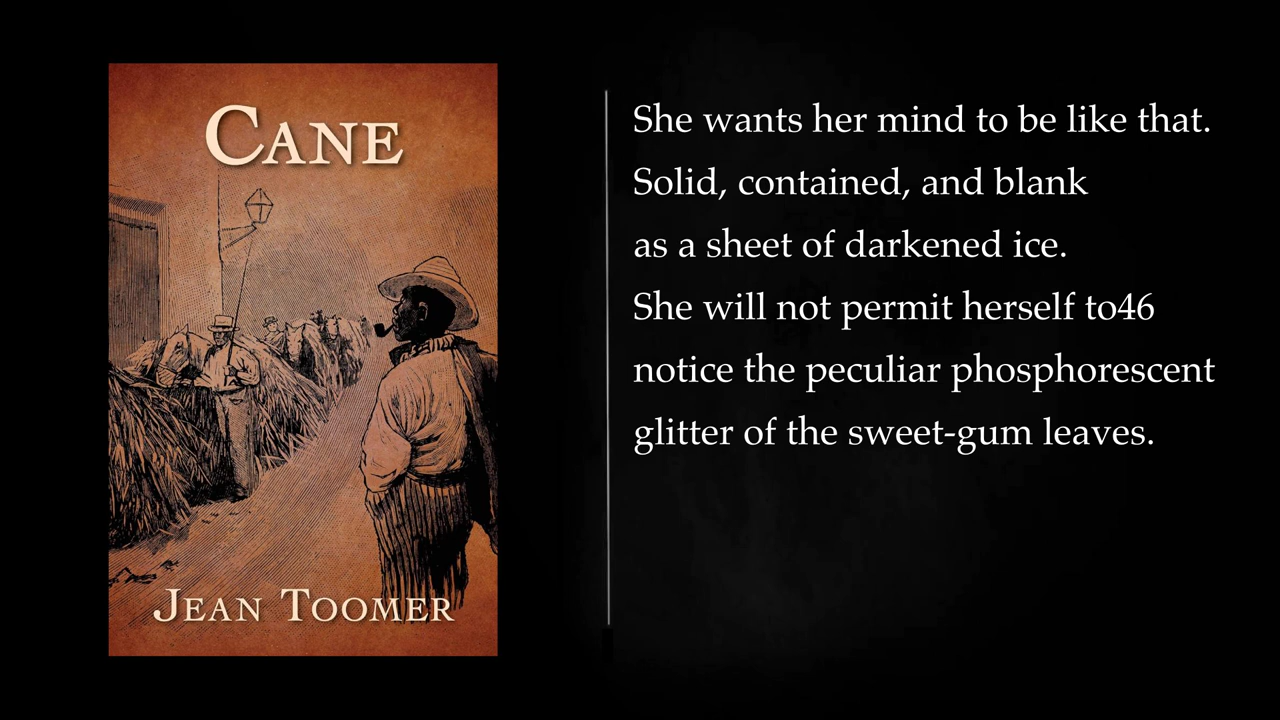 CANE
JEAN TOOMER
She wants her mind to be like that.
Solid, contained, and blank
as a sheet of darkened ice.
She will not permit herself to46
notice the peculiar phosphorescent
glitter of the sweet-gum leaves.